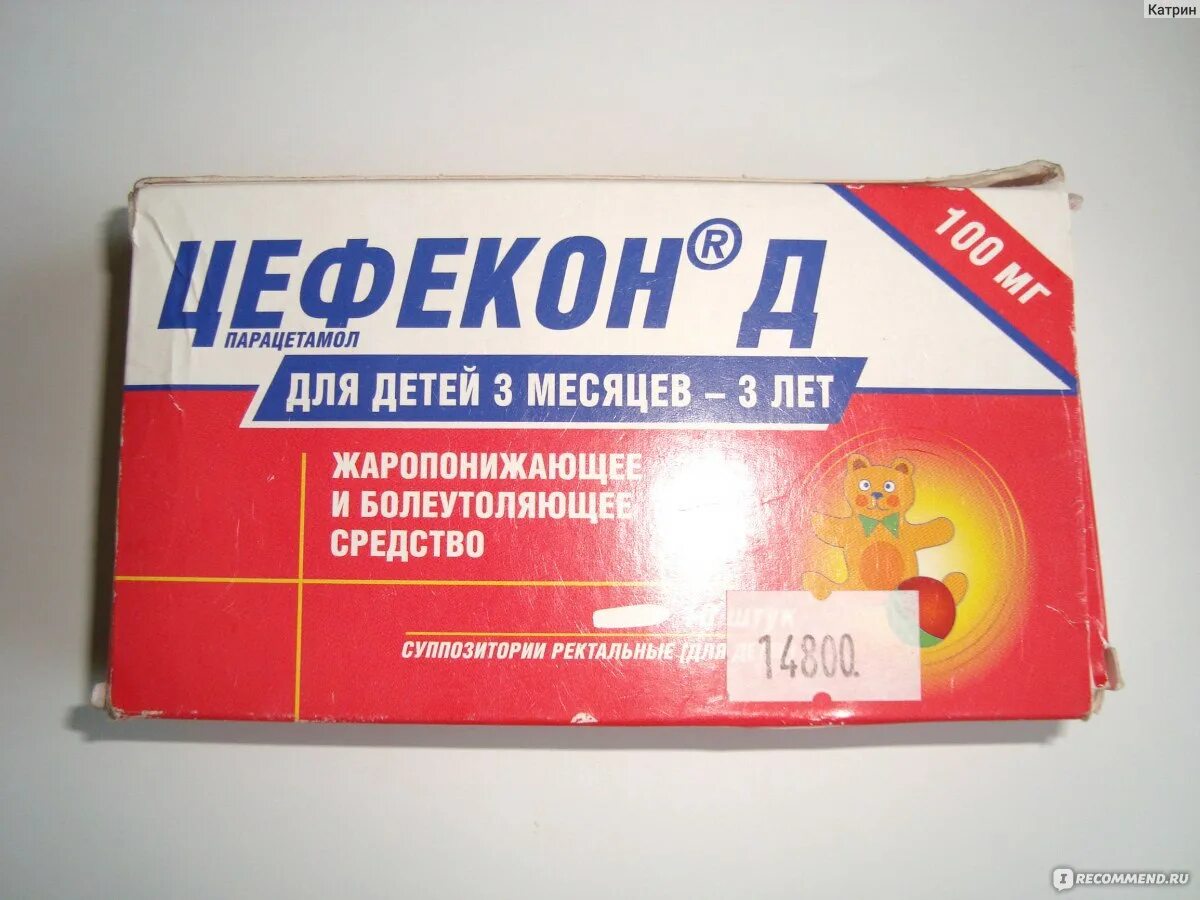 Катрин
100 МГ
ЦЕФЕКОН® Д
ПАРАЦЕТАМОЛ
ДЛЯ ДЕТЕЙ 3 МЕСЯЦЕВ – 3 ЛЕТ
ЖАРОПОНИЖАЮЩЕЕ
И БОЛЕУТОЛЯЮЩЕЕ
СРЕДСТВО
штук
СУППОЗИТОРИИ РЕКТАЛЬНЫЕ (ДЛЯ
14800.
IRECOMMEND.RU